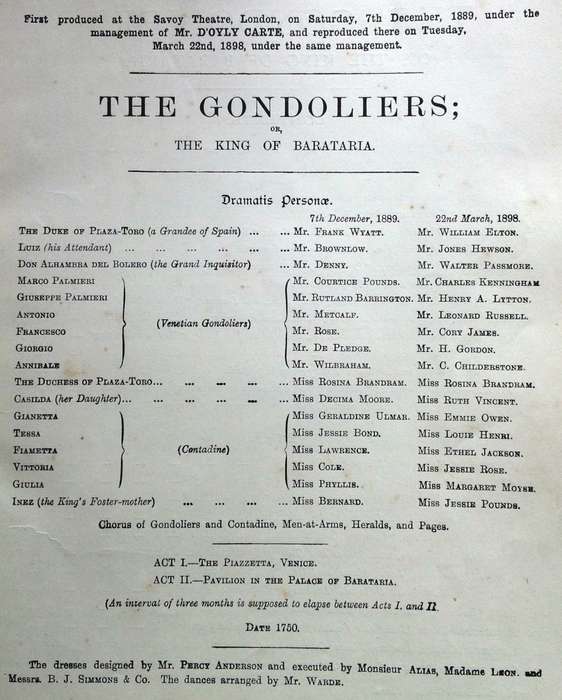 First produced at the Savoy Theatre, London, on Saturday, 7th December, 1889, under the
management of Mr. D'OYLY CARTE, and reproduced there on Tuesday,
March 22nd, 1898, under the same management.
THE GONDOLIERS;
OR,
THE KING OF BARATARIA.
Dramatis Personæ.
7th December, 1889. 22nd March, 1898.
THE DUKE OF PLAZA-TORO (a Grandee of Spain) ... ... Mr. FRANK WYATT. Mr. WILLIAM ELTON.
LUIZ (his Attendant) ... ... ... ... ... ... Mr. BROWNLOW. Mr. JONES HEWSON.
DON ALHAMBRA DEL BOLERO (the Grand Inquisitor) ... Mr. DENNY. Mr. WALTER PASSMORE.
MARCO PALMIERI Mr. COURTICE POUNDS. Mr. CHARLES KENNINGHAM
GIUSEPPE PALMIERI Mr. RUTLAND BARRINGTON. Mr. HENRY A. LYTTON.
ANTONIO (Venetian Gondoliers) Mr. METCALF. Mr. LEONARD RUSSELL.
FRANCESCO Mr. ROSE. Mr. CORY JAMES.
GIORGIO Mr. DE PLEDGE. Mr. H. GORDON.
ANNIBALE Mr. WILBRAHAM. Mr. C. CHILDERSTONE.
THE DUCHESS OF PLAZA-TORO... ... ... ... ... Miss ROSINA BRANDRAM. Miss ROSINA BRANDRAM.
CASILDA (her Daughter)... ... ... ... ... Miss DECIMA MOORE. Miss RUTH VINCENT.
GIANETTA Miss GERALDINE ULMAR. Miss EMMIE OWEN.
TESSA Miss JESSIE BOND. Miss LOUIE HENRI.
FIAMETTA (Contadine) Miss LAWRENCE. Miss ETHEL JACKSON.
VITTORIA Miss COLE. Miss JESSIE ROSE.
GIULIA Miss PHYLLIS. Miss MARGARET MOYSE.
INEZ (the King's Foster-mother) ... ... ... ... Miss BERNARD. Miss JESSIE POUNDS.
Chorus of Gondoliers and Contadine, Men-at-Arms, Heralds, and Pages.
ACT I.—THE PIAZZETTA, VENICE.
ACT II.—PAVILION IN THE PALACE OF BARATARIA.
(An interval of three months is supposed to elapse between Acts I. and II.
DATE 1750.
The dresses designed by Mr. PERCY ANDERSON and executed by Monsieur ALIAS, Madame LEON. and
Messrs. B. J. SIMMONS & Co. The dances arranged by Mr. WARDE.